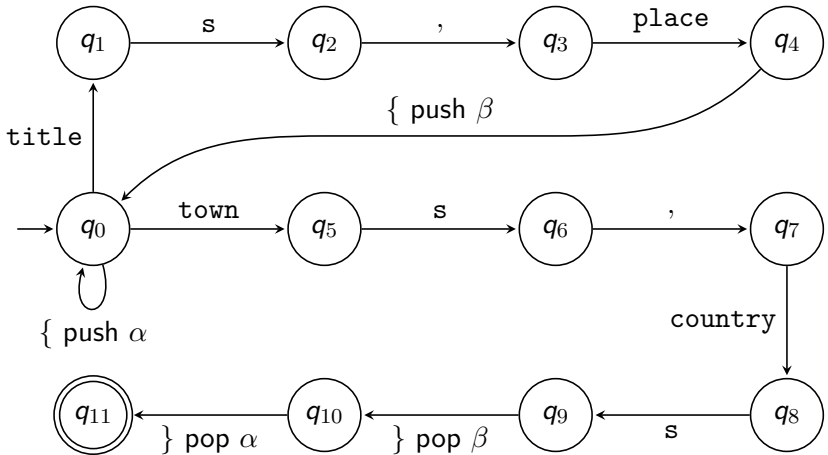 q1 s q2 , q3 place q4
{ push β
title
q0 town q5 s q6 , q7
{ push α
country
q11 } pop α q10 } pop β q9 s q8